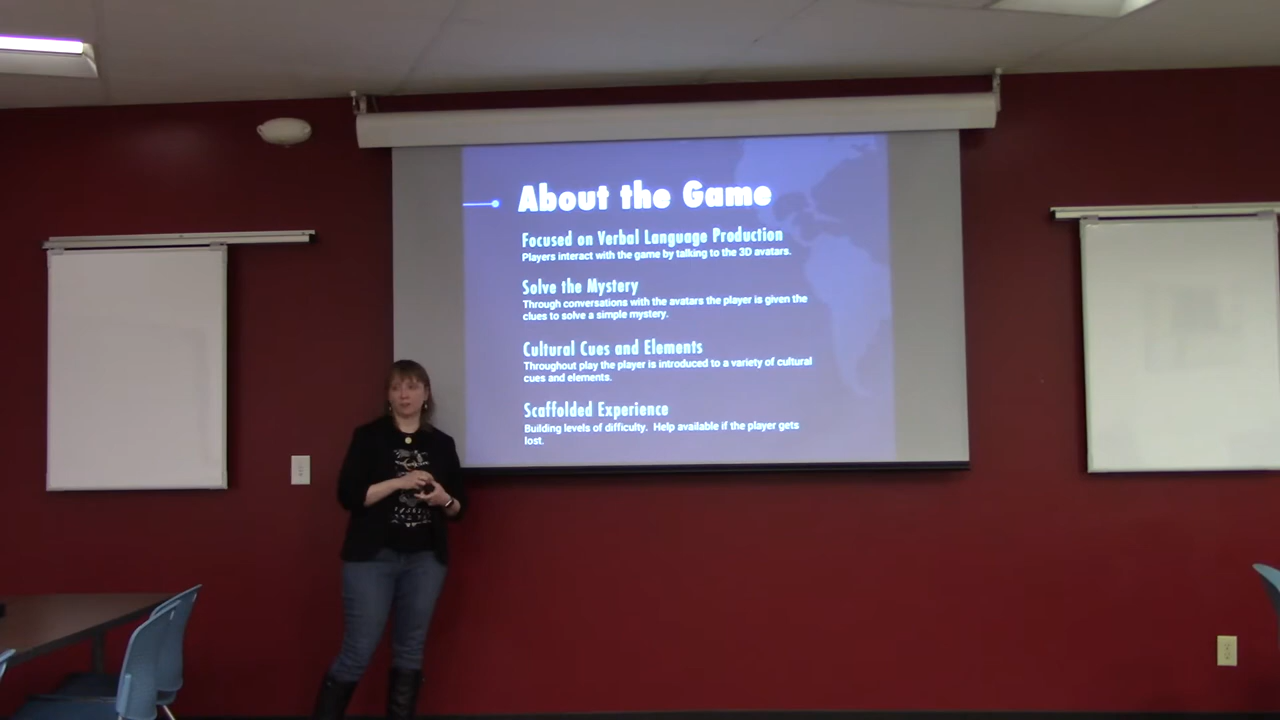 About the Game
Focused on Verbal Language Production
Players interact with the game by talking to the 3D avatars.
Solve the Mystery
Through conversations with the avatars the player is given the
clues to solve a simple mystery.
Cultural Cues and Elements
Throughout play the player is introduced to a variety of cultural
cues and elements.
Scaffolded Experience
Building levels of difficulty. Help available if the player gets
lost.